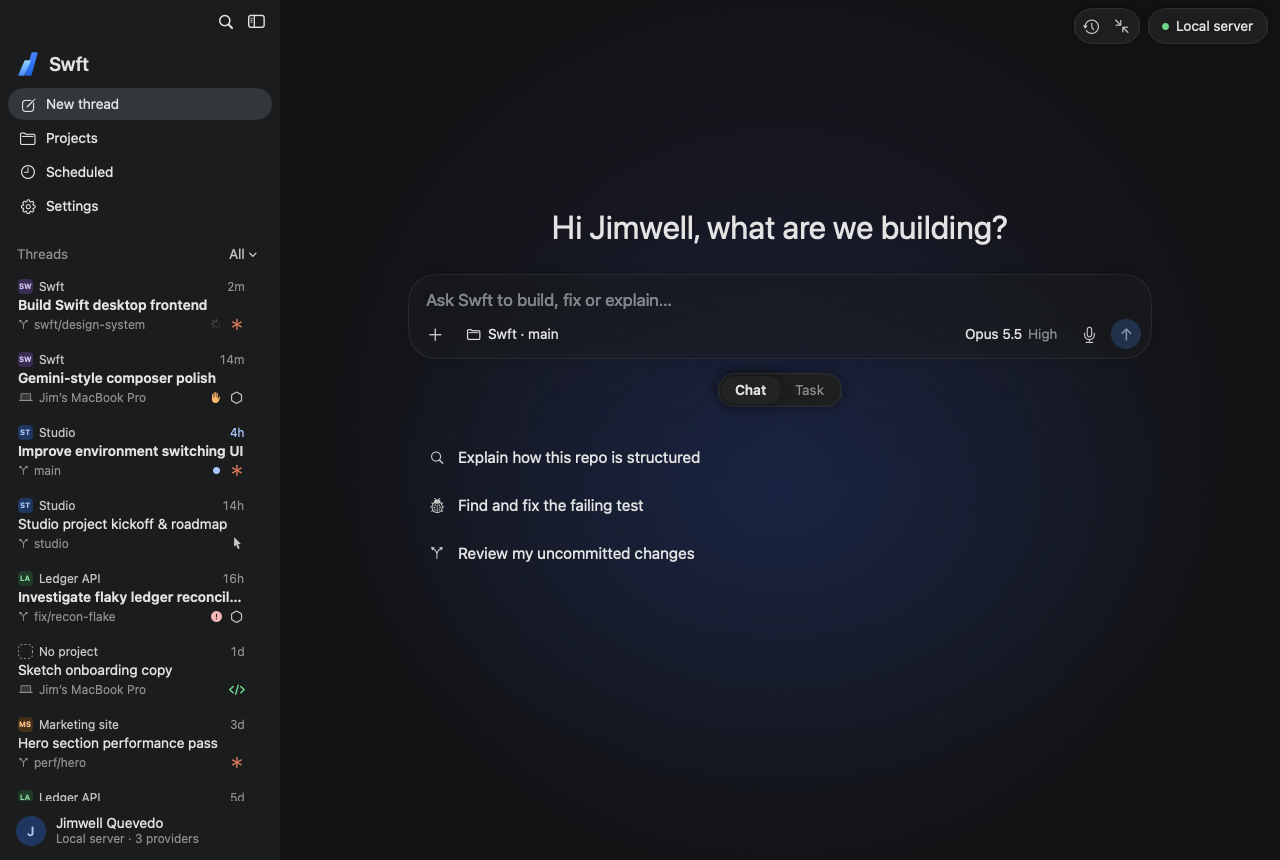 Swft
New thread
Projects
Scheduled
Settings
Threads
All
SW Swft 2m
Build Swift desktop frontend
swft/design-system
SW Swft 14m
Gemini-style composer polish
Jim's MacBook Pro
ST Studio 4h
Improve environment switching UI
main
ST Studio 14h
Studio project kickoff & roadmap
studio
LA Ledger API 16h
Investigate flaky ledger reconcil...
fix/recon-flake
No project 1d
Sketch onboarding copy
Jim's MacBook Pro
MS Marketing site 3d
Hero section performance pass
perf/hero
LA Ledger API 5d
J Jimwell Quevedo
Local server · 3 providers
Local server
Hi Jimwell, what are we building?
Ask Swft to build, fix or explain...
Swft · main
Opus 5.5 High
Chat Task
Explain how this repo is structured
Find and fix the failing test
Review my uncommitted changes